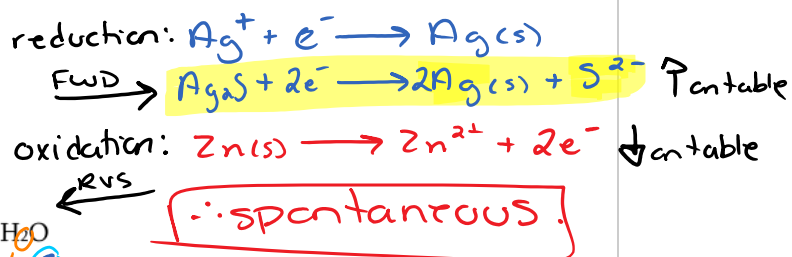 reduction: Ag⁺ + e⁻ → Ag(s)
FWD → Ag₂S + 2e⁻ → 2Ag(s) + S²⁻ ↑ on table
oxidation: Zn(s) → Zn²⁺ + 2e⁻ ↓ on table
← RVS
∴ spontaneous.
H₂O